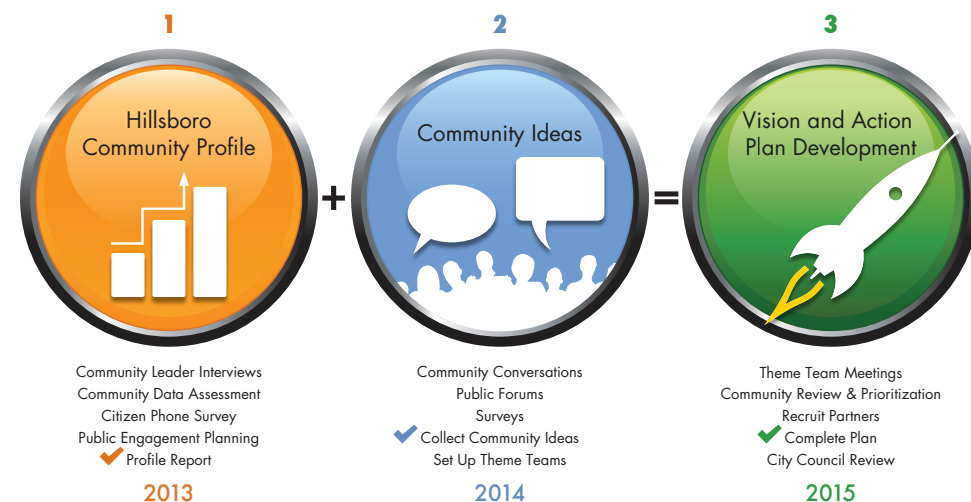 1
Hillsboro
Community Profile
+
Community Leader Interviews
Community Data Assessment
Citizen Phone Survey
Public Engagement Planning
Profile Report
2013
2
Community Ideas
=
Community Conversations
Public Forums
Surveys
Collect Community Ideas
Set Up Theme Teams
2014
3
Vision and Action
Plan Development
Theme Team Meetings
Community Review & Prioritization
Recruit Partners
Complete Plan
City Council Review
2015